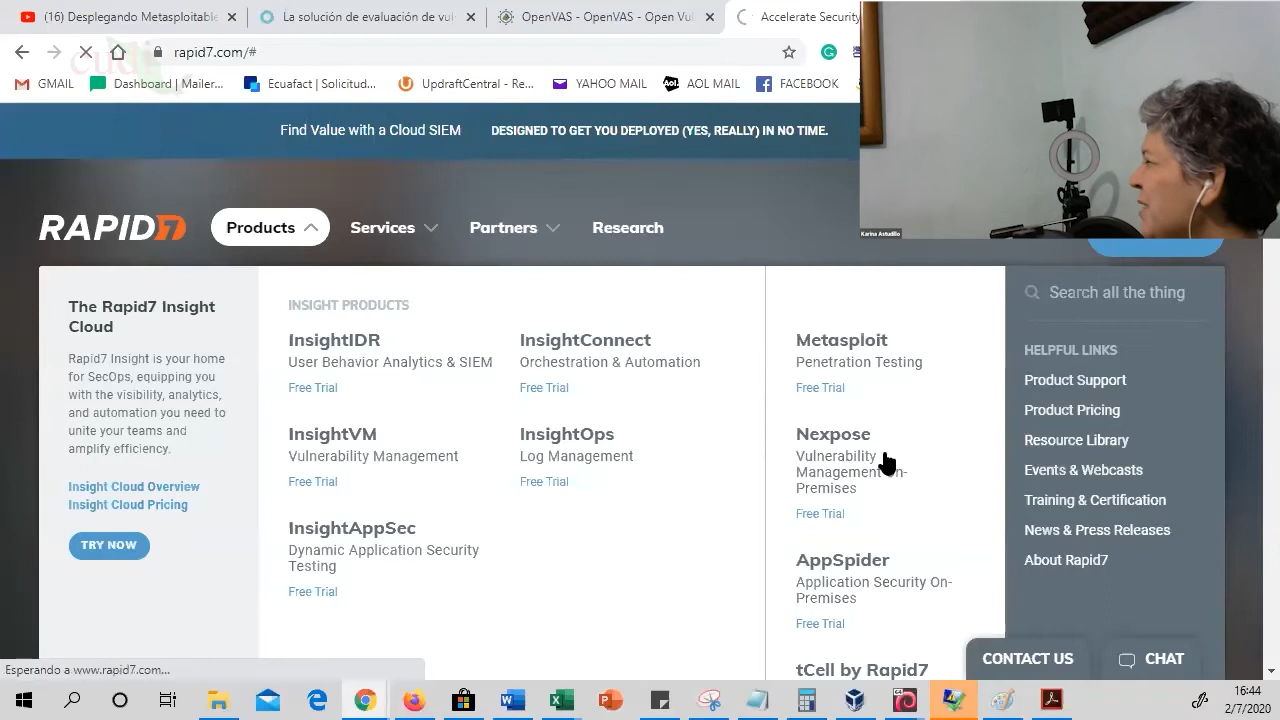 Desplegando Metasploitable
La solución de evaluación de vul
OpenVAS - OpenVAS - Open Vul
Accelerate Security
rapid7.com/#
cudi
GMAIL
Dashboard | Mailer...
Ecuafact | Solicitud...
UpdraftCentral - Re...
YAHOO MAIL
AOL MAIL
FACEBOOK
Find Value with a Cloud SIEM
DESIGNED TO GET YOU DEPLOYED (YES, REALLY) IN NO TIME.
Karina Astudillo
RAPID7
Products
Services
Partners
Research
The Rapid7 Insight
Cloud
Rapid7 Insight is your home
for SecOps, equipping you
with the visibility, analytics,
and automation you need to
unite your teams and
amplify efficiency.
Insight Cloud Overview
Insight Cloud Pricing
TRY NOW
INSIGHT PRODUCTS
InsightIDR
User Behavior Analytics & SIEM
Free Trial
InsightVM
Vulnerability Management
Free Trial
InsightAppSec
Dynamic Application Security
Testing
Free Trial
InsightConnect
Orchestration & Automation
Free Trial
InsightOps
Log Management
Free Trial
Metasploit
Penetration Testing
Free Trial
Nexpose
Vulnerability
Management On-
Premises
Free Trial
AppSpider
Application Security On-
Premises
Free Trial
tCell by Rapid7
Search all the thing
HELPFUL LINKS
Product Support
Product Pricing
Resource Library
Events & Webcasts
Training & Certification
News & Press Releases
About Rapid7
CONTACT US
CHAT
Esperando a www.rapid7.com...
16:44
2/7/2020